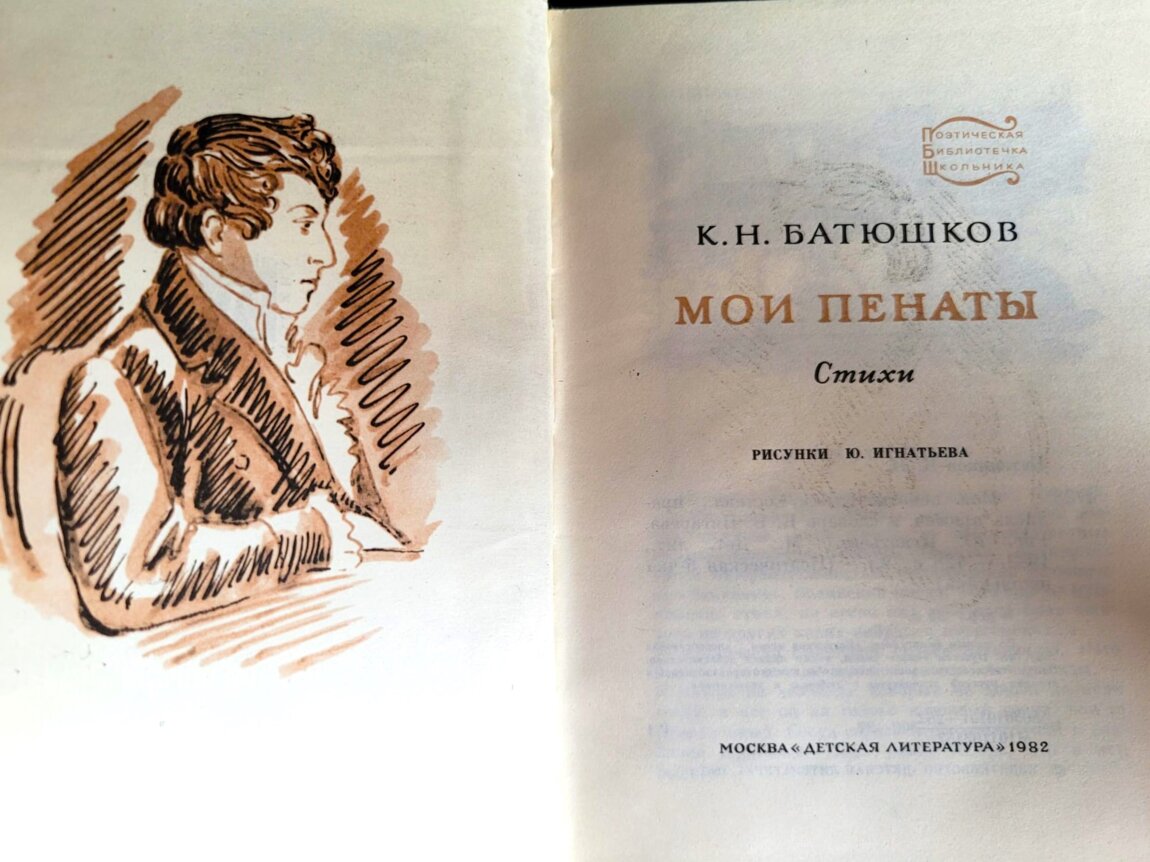 Поэтическая
Библиотечка
Школьника
К. Н. БАТЮШКОВ
МОИ ПЕНАТЫ
Стихи
РИСУНКИ Ю. ИГНАТЬЕВА
МОСКВА «ДЕТСКАЯ ЛИТЕРАТУРА» 1982